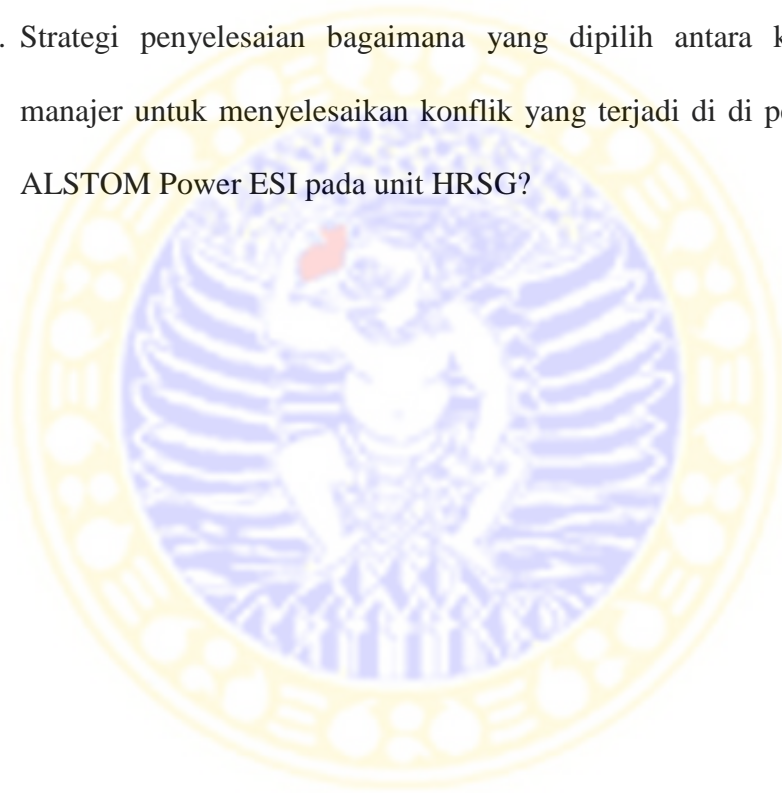 . Strategi penyelesaian bagaimana yang dipilih antara
manajer untuk menyelesaikan konflik yang terjadi di di
ALSTOM Power ESI pada unit HRSG?